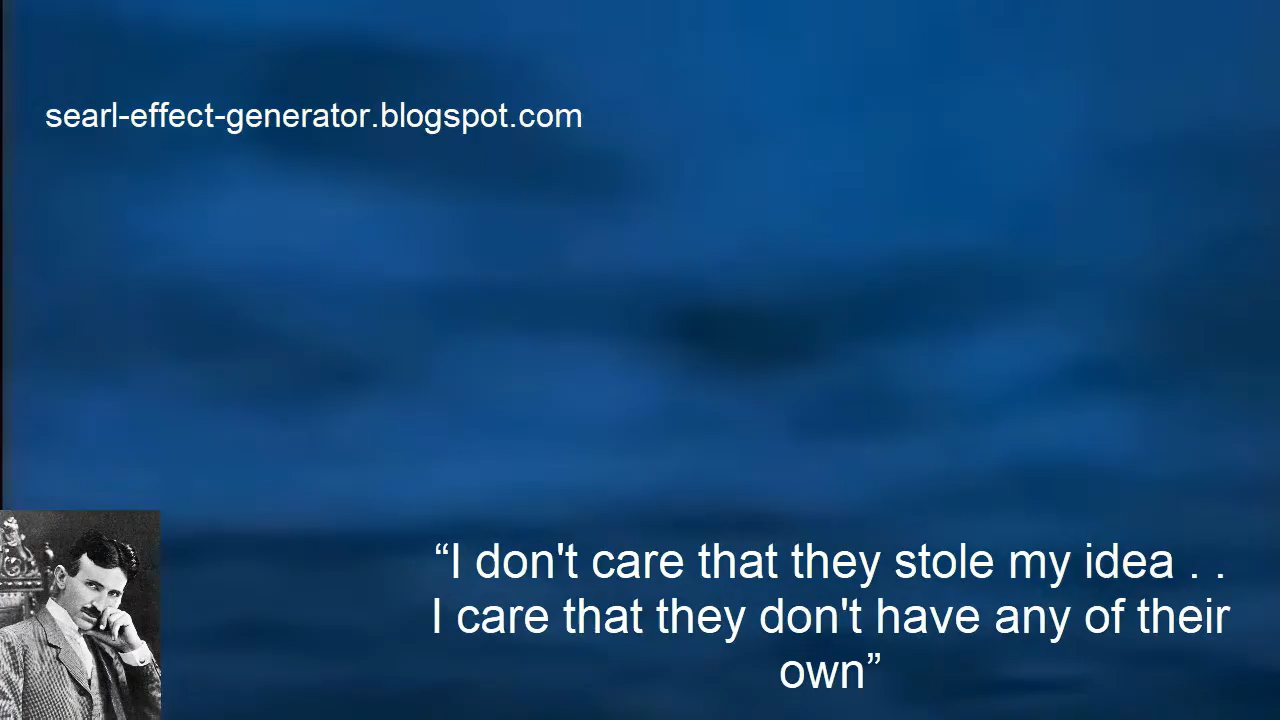 searl-effect-generator.blogspot.com
“I don't care that they stole my idea . .
I care that they don't have any of their
own”